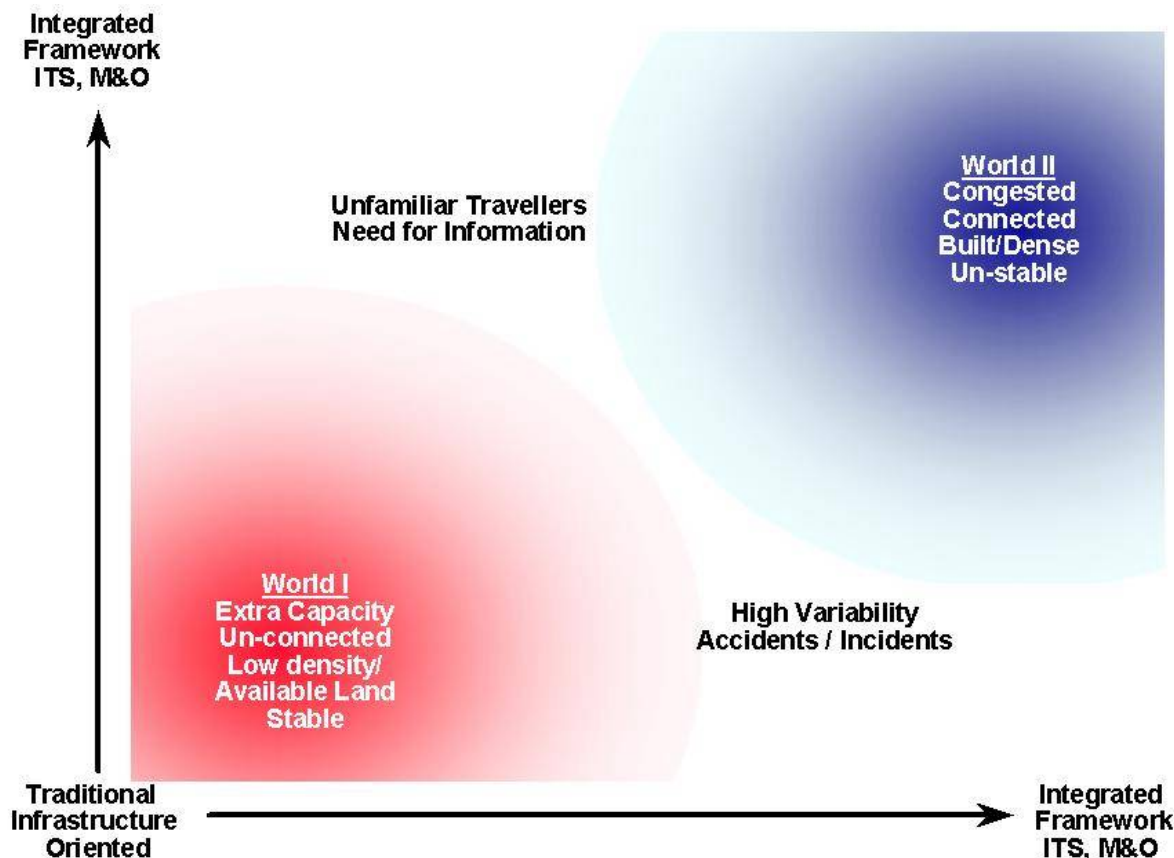 Integrated
Framework
ITS, M&O
World II
Congested
Connected
Built/Dense
Un-stable
Unfamiliar Travellers
Need for Information
World I
Extra Capacity
Un-connected
Low density/
Available Land
Stable
High Variability
Accidents / Incidents
Traditional
Infrastructure
Oriented
Integrated
Framework
ITS, M&O